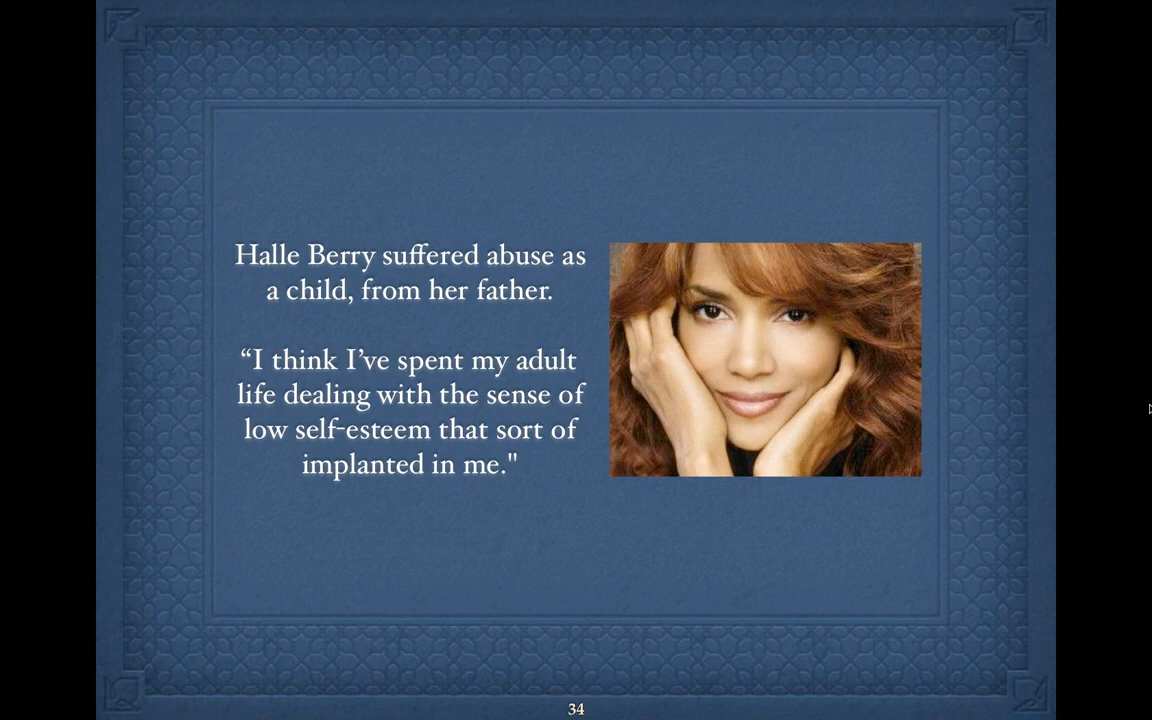 Halle Berry suffered abuse as
a child, from her father.
“I think I’ve spent my adult
life dealing with the sense of
low self-esteem that sort of
implanted in me."
34